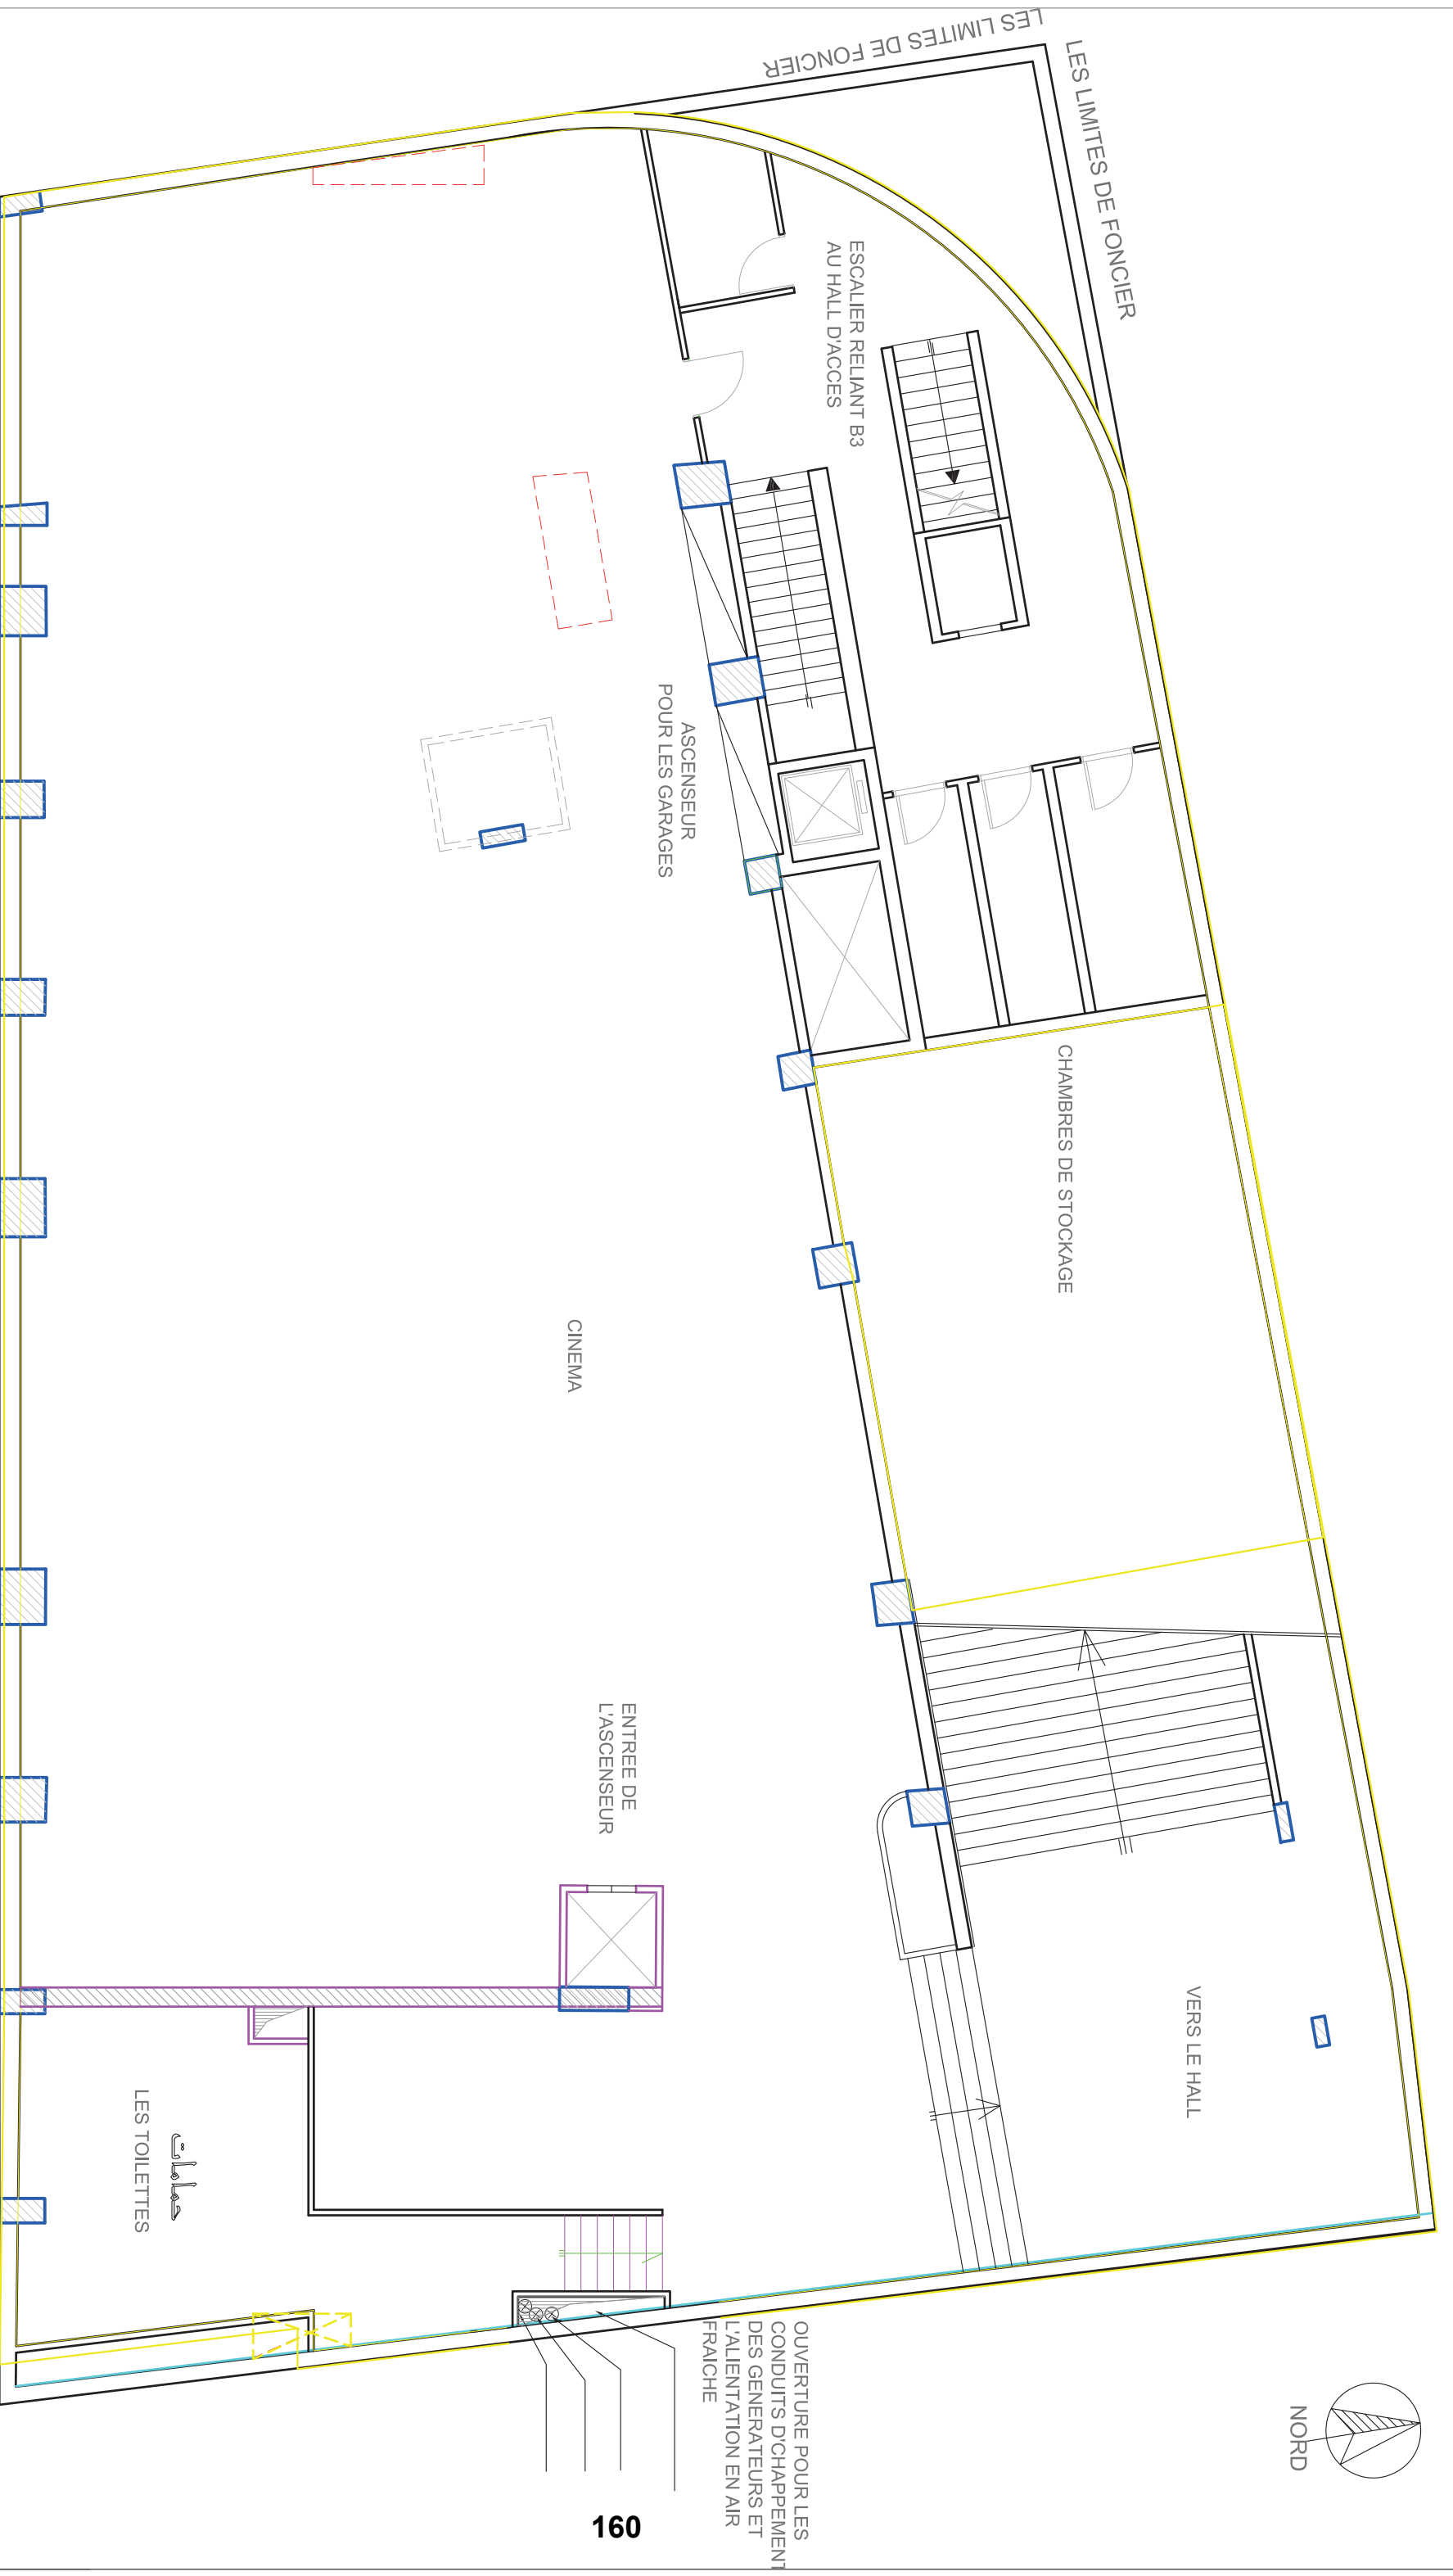 LES LIMITES DE FONCIER
LES LIMITES DE FONCIER
ESCALIER RELIANT B3
AU HALL D'ACCES
ASCENSEUR
POUR LES GARAGES
CHAMBRES DE STOCKAGE
CINEMA
ENTREE DE
L'ASCENSEUR
VERS LE HALL
LES TOILETTES
حمامات
OUVERTURE POUR LES
CONDUITS D'CHAPPEMENT
DES GENERATEURS ET
L'ALIENTATION EN AIR
FRAICHE
NORD
160